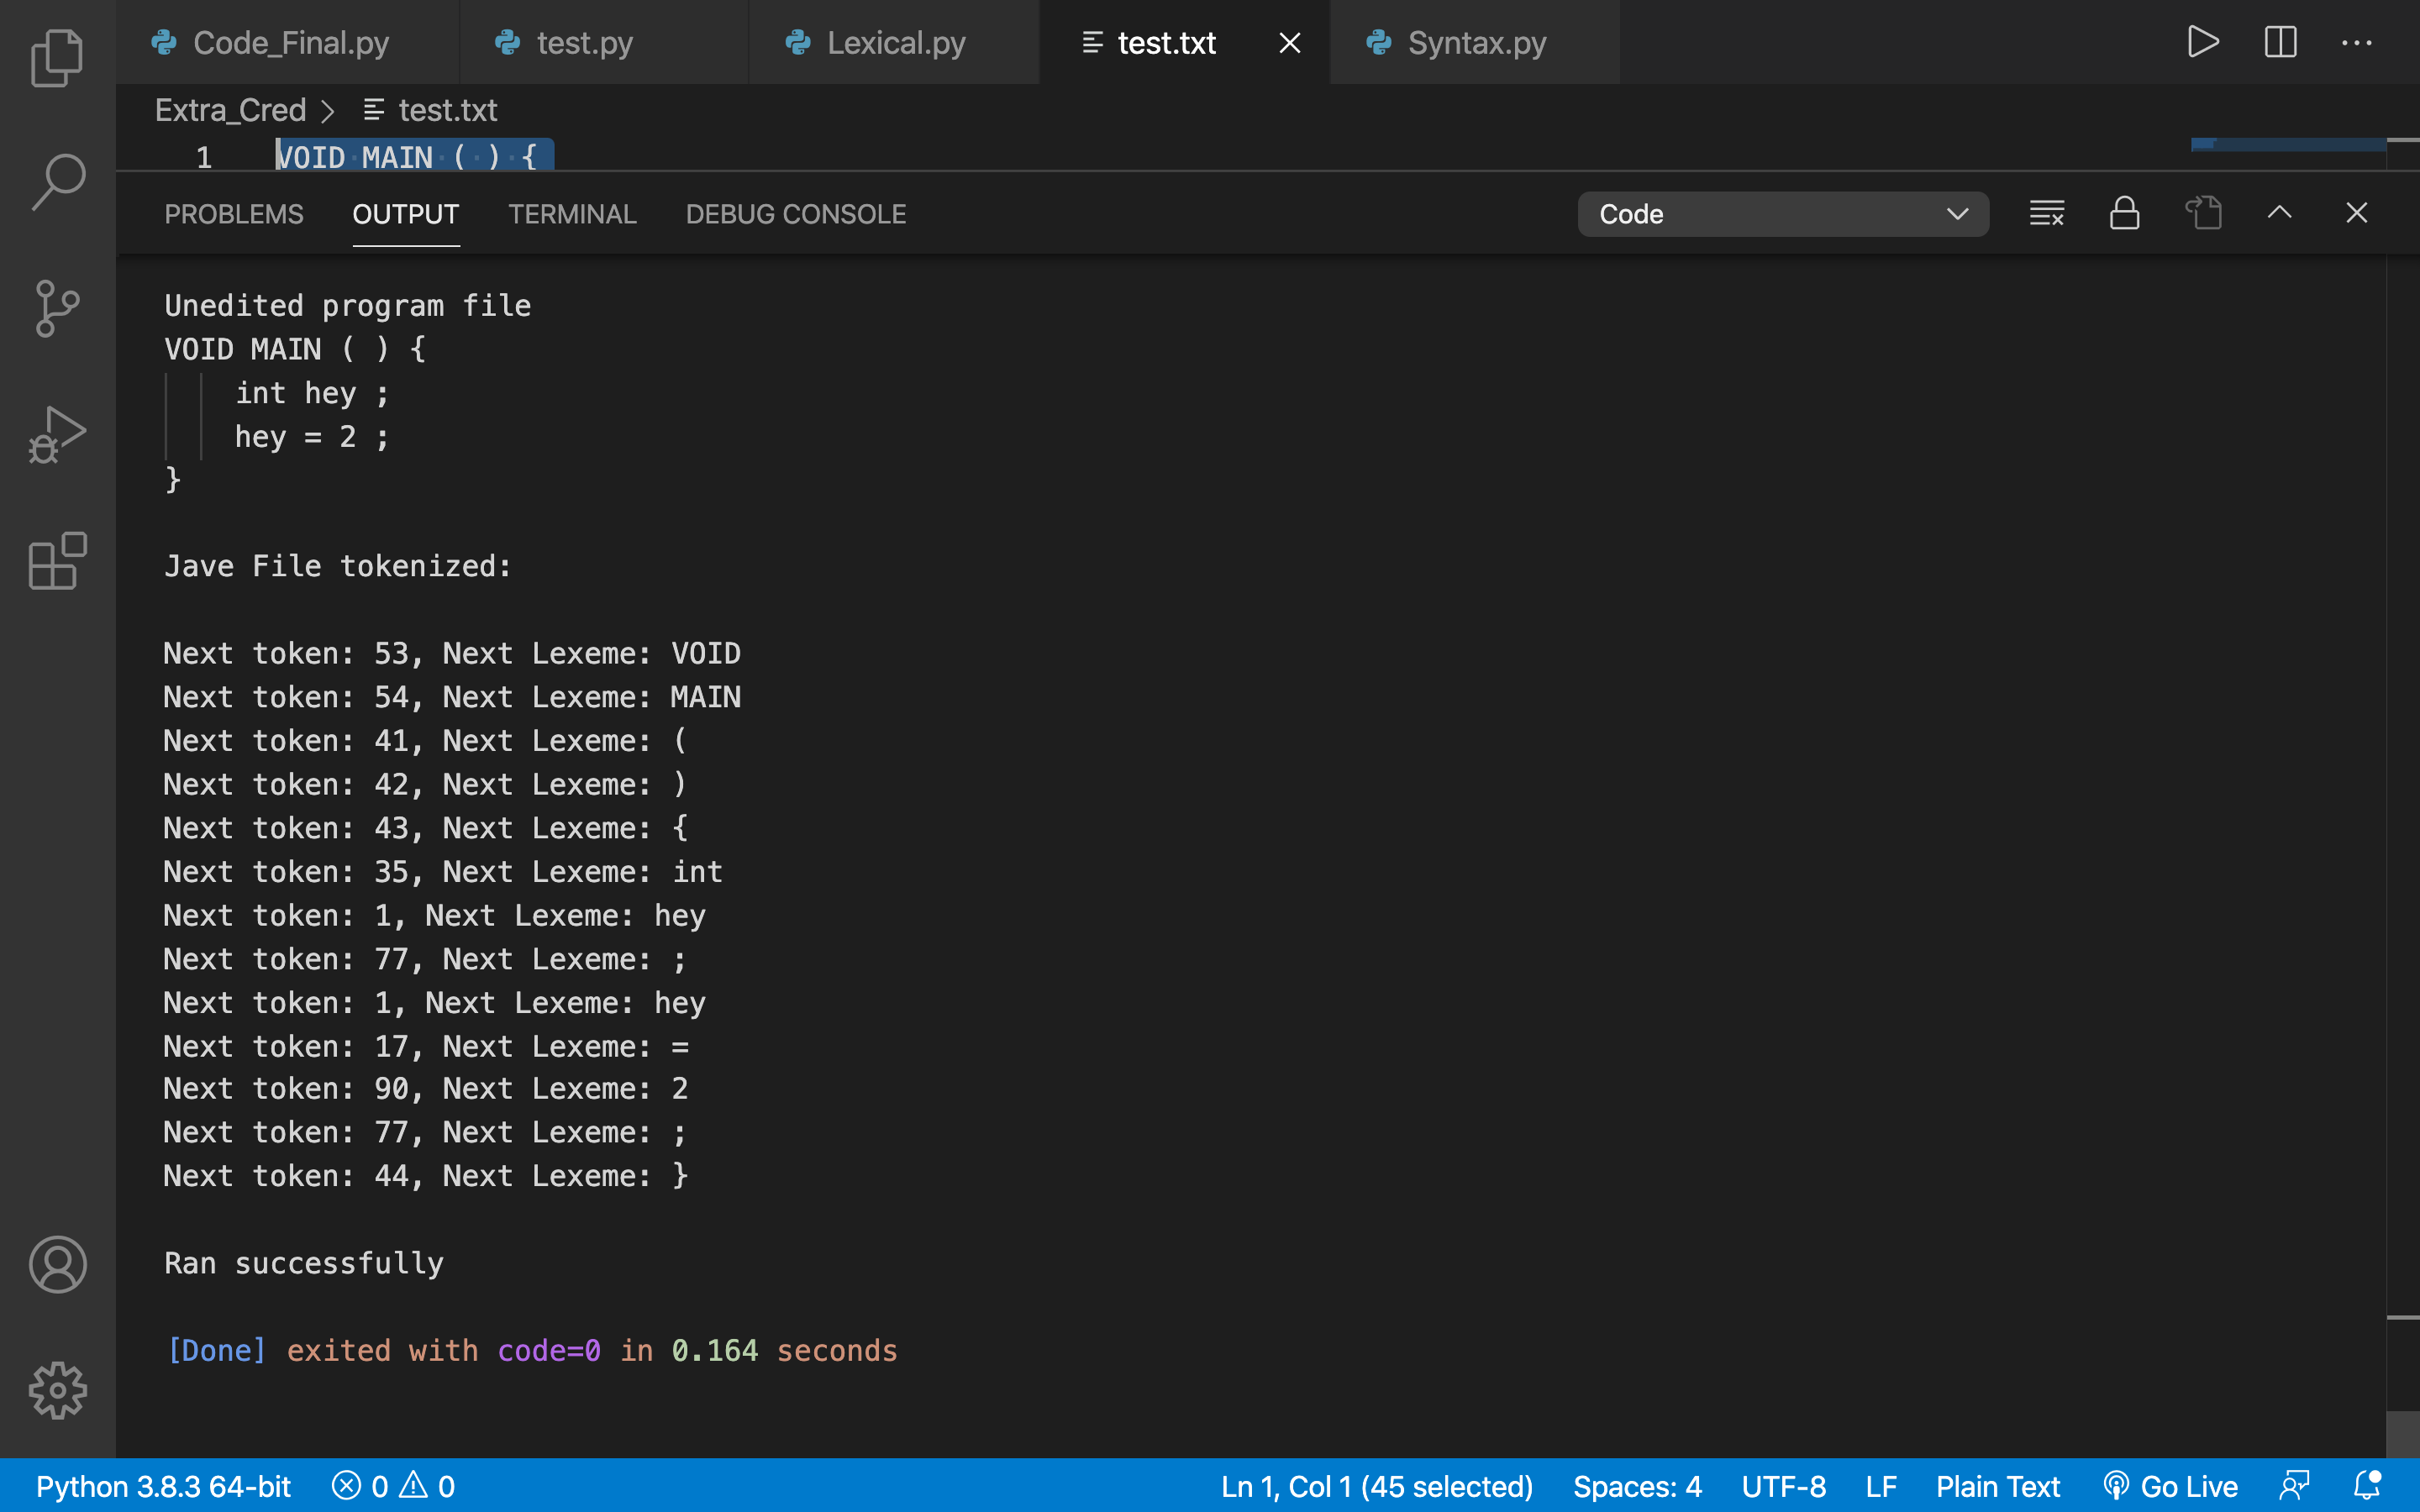 Code_Final.py test.py Lexical.py test.txt Syntax.py
Extra_Cred > test.txt
1 VOID MAIN ( ) {
PROBLEMS OUTPUT TERMINAL DEBUG CONSOLE Code
Unedited program file
VOID MAIN ( ) {
    int hey ;
    hey = 2 ;
}
Jave File tokenized:
Next token: 53, Next Lexeme: VOID
Next token: 54, Next Lexeme: MAIN
Next token: 41, Next Lexeme: (
Next token: 42, Next Lexeme: )
Next token: 43, Next Lexeme: {
Next token: 35, Next Lexeme: int
Next token: 1, Next Lexeme: hey
Next token: 77, Next Lexeme: ;
Next token: 1, Next Lexeme: hey
Next token: 17, Next Lexeme: =
Next token: 90, Next Lexeme: 2
Next token: 77, Next Lexeme: ;
Next token: 44, Next Lexeme: }
Ran successfully
[Done] exited with code=0 in 0.164 seconds
Python 3.8.3 64-bit 0 0 Ln 1, Col 1 (45 selected) Spaces: 4 UTF-8 LF Plain Text Go Live